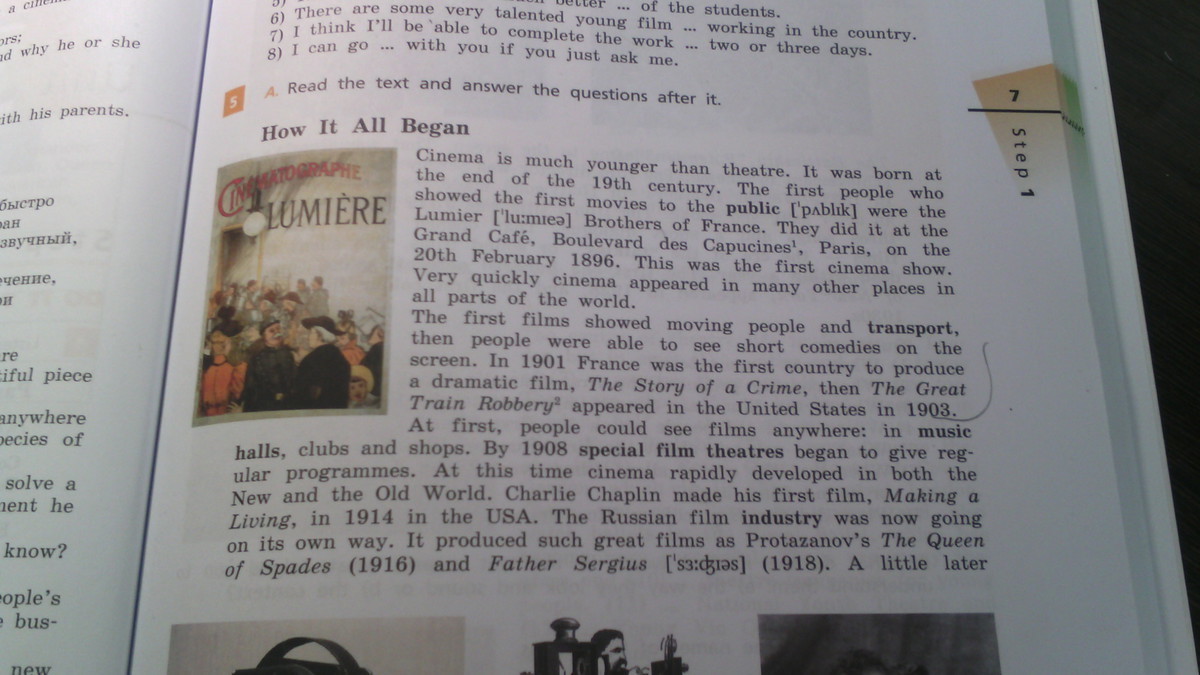 a
ors;
nd why he or she
ith his parents.
быстро
ран
звучный,
ечение,
ои
re
tiful piece
anywhere
pecies of
solve a
ment he
know?
eople's
e bus-
new
5) ... better ... of the students.
6) There are some very talented young film ... working in the country.
7) I think I'll be able to complete the work ... two or three days.
8) I can go ... with you if you just ask me.
5 A. Read the text and answer the questions after it.
How It All Began
CINÉMATOGRAPHE
LUMIÈRE
Cinema is much younger than theatre. It was born at
the end of the 19th century. The first people who
showed the first movies to the public ['pʌblɪk] were the
Lumier ['lu:mɪeə] Brothers of France. They did it at the
Grand Café, Boulevard des Capucines¹, Paris, on the
20th February 1896. This was the first cinema show.
Very quickly cinema appeared in many other places in
all parts of the world.
The first films showed moving people and transport,
then people were able to see short comedies on the
screen. In 1901 France was the first country to produce
a dramatic film, The Story of a Crime, then The Great
Train Robbery² appeared in the United States in 1903.
At first, people could see films anywhere: in music
halls, clubs and shops. By 1908 special film theatres began to give reg-
ular programmes. At this time cinema rapidly developed in both the
New and the Old World. Charlie Chaplin made his first film, Making a
Living, in 1914 in the USA. The Russian film industry was now going
on its own way. It produced such great films as Protazanov's The Queen
of Spades (1916) and Father Sergius ['sɜ:ʤɪəs] (1918). A little later
7
Step 1